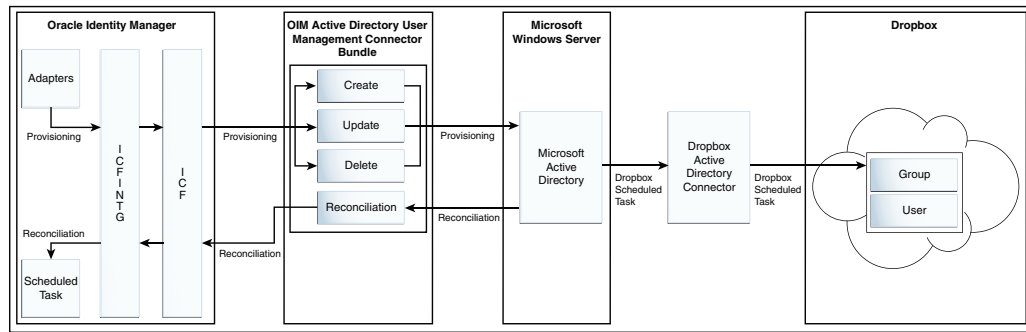 Oracle Identity Manager
OIM Active Directory User
Management Connector
Bundle
Microsoft
Windows Server
Dropbox
Adapters
Provisioning
ICFINTG
ICF
Provisioning
Create
Update
Delete
Reconciliation
Provisioning
Reconciliation
Microsoft
Active
Directory
Dropbox
Scheduled
Task
Dropbox
Active
Directory
Connector
Dropbox
Scheduled
Task
Group
User
Reconciliation
Scheduled
Task
Reconciliation